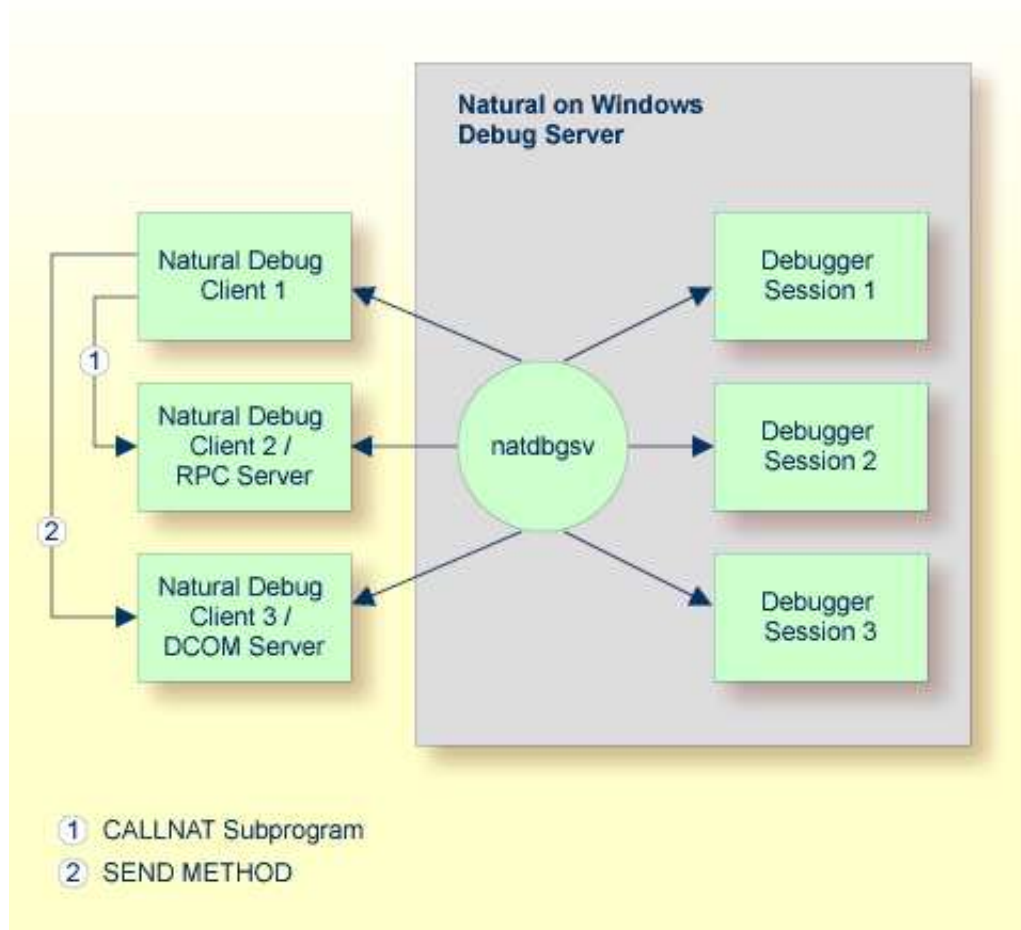 Natural on Windows
Debug Server
Natural Debug
Client 1
Debugger
Session 1
1
Natural Debug
Client 2 /
RPC Server
natdbgsv
Debugger
Session 2
2
Natural Debug
Client 3 /
DCOM Server
Debugger
Session 3
1 CALLNAT Subprogram
2 SEND METHOD